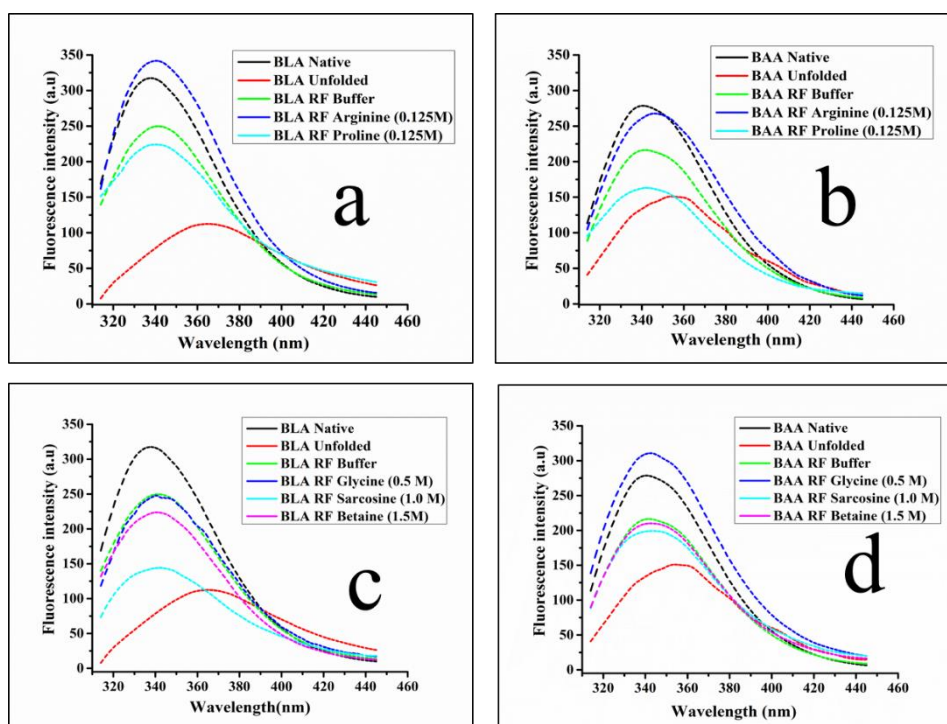 350
300
250
200
150
100
50
0
Fluorescence intensity (a.u)
320 340 360 380 400 420 440 460
Wavelength (nm)
BLA Native
BLA Unfolded
BLA RF Buffer
BLA RF Arginine (0.125M)
BLA RF Proline (0.125M)
a
350
300
250
200
150
100
50
0
Fluorescence intensity (a.u)
320 340 360 380 400 420 440 460
Wavelength (nm)
BAA Native
BAA Unfolded
BAA RF Buffer
BAA RF Arginine (0.125M)
BAA RF Proline (0.125M)
b
350
300
250
200
150
100
50
0
Fluorescence intensity (a.u)
320 340 360 380 400 420 440 460
Wavelength(nm)
BLA Native
BLA Unfolded
BLA RF Buffer
BLA RF Glycine (0.5 M)
BLA RF Sarcosine (1.0 M)
BLA RF Betaine (1.5M)
c
350
300
250
200
150
100
50
0
Fluorescence intensity (a.u)
320 340 360 380 400 420 440 460
Wavelength (nm)
BAA Native
BAA Unfolded
BAA RF Buffer
BAA RF Glycine (0.5 M)
BAA RF Sarcosine (1.0 M)
BAA RF Betaine (1.5 M)
d